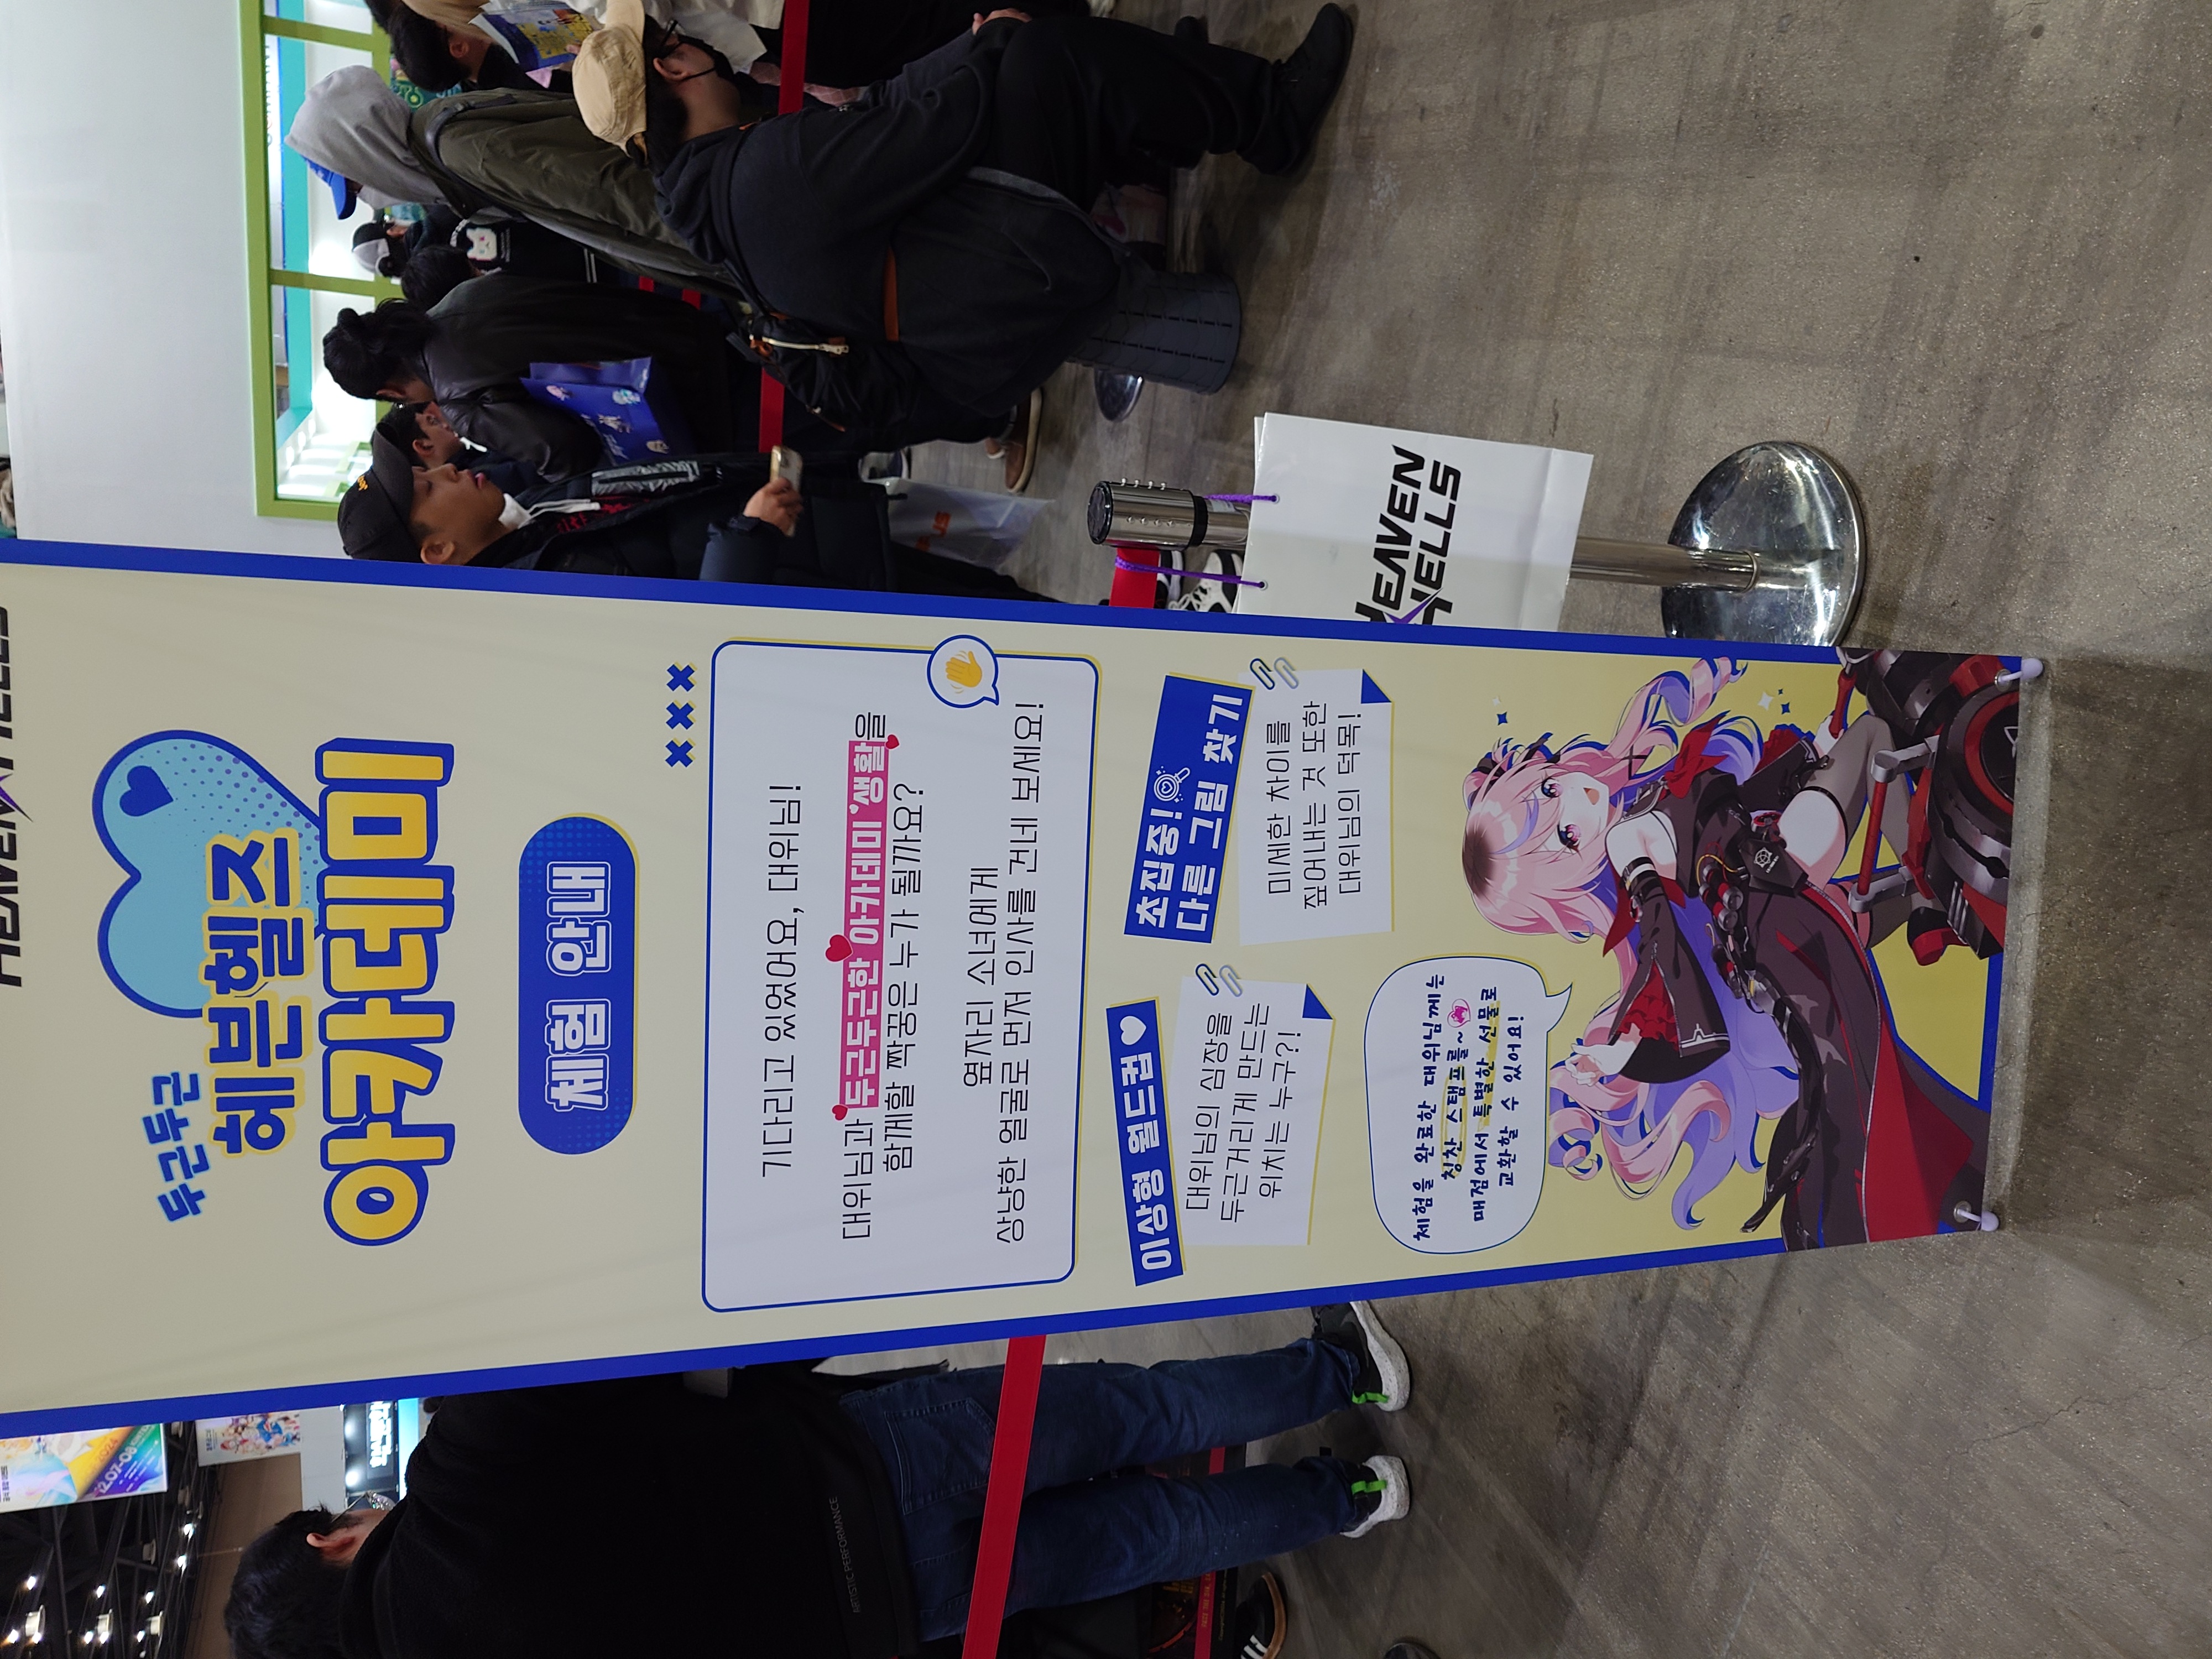 HEAVEN HELLS
두근두근
헤븐헬즈
아카데미
체험 안내
기다리고 있었어요, 대위님!
대위님과 두근두근한 아카데미 생활을
함께할 짝꿍은 누가 될까요?
옆자리 소녀에게
상냥한 얼굴로 먼저 인사를 건네 보세요!
이상형 월드컵
대위님의 심장을
두근거리게 만드는
위치는 누구?!
초집중!
다른 그림 찾기
미세한 차이를
짚어내는 것 또한
대위님의 덕목!
체험을 완료한 대위님께는
칭찬 스탬프를~
매점에서 특별한 선물로
교환할 수 있어요!
HEAVEN
HELLS
ARTISTIC PERFORMANCE
2024
12.07-08